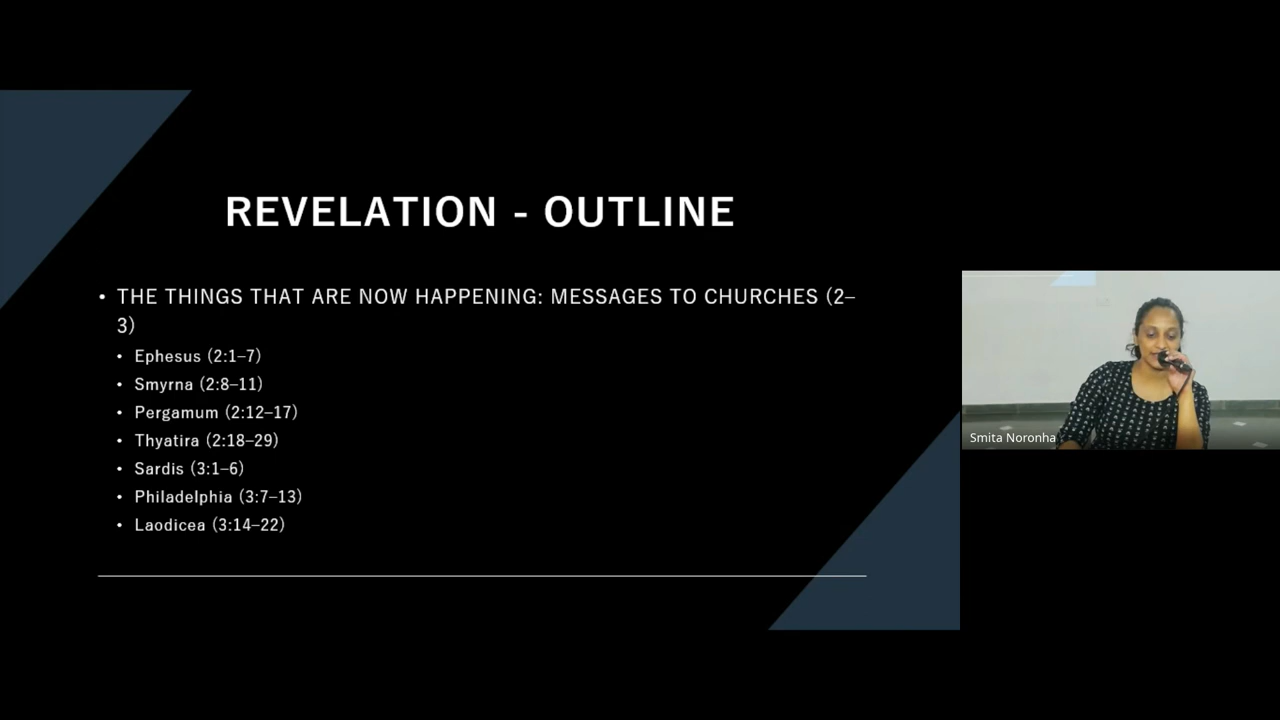 REVELATION - OUTLINE
• THE THINGS THAT ARE NOW HAPPENING: MESSAGES TO CHURCHES (2–
3)
• Ephesus (2:1–7)
• Smyrna (2:8–11)
• Pergamum (2:12–17)
• Thyatira (2:18–29)
• Sardis (3:1–6)
• Philadelphia (3:7–13)
• Laodicea (3:14–22)
Smita Noronha